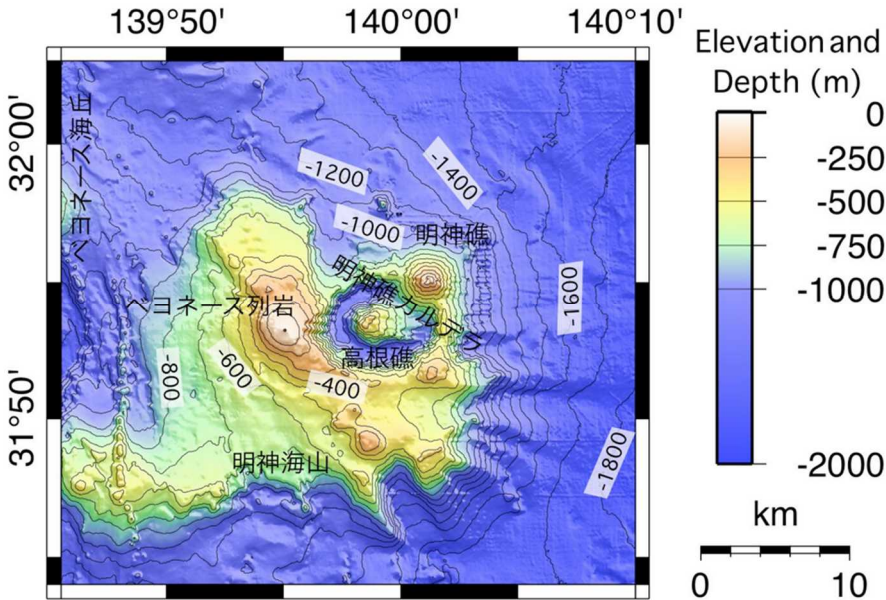 139°50'
140°00'
140°10'
Elevation and
Depth (m)
0
-250
-500
-750
-1000
-2000
km
0
10
32°00'
31°50'
ベヨネース海丘
-1200
-1400
-1000
明神礁
明神礁カルデラ
-1600
ベヨネース列岩
高根礁
-800
-600
-400
明神海山
-1800